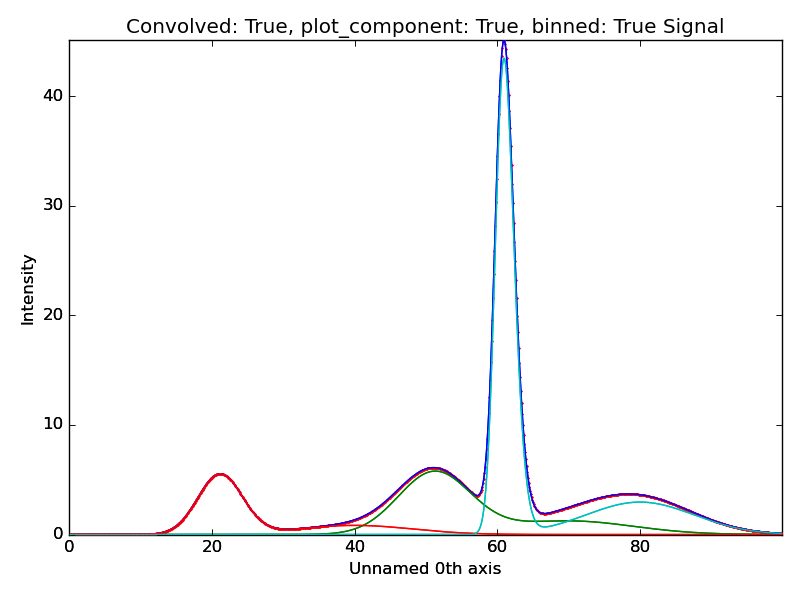 Convolved: True, plot_component: True, binned: True Signal
40
30
20
10
0
0 20 40 60 80
Intensity
Unnamed 0th axis